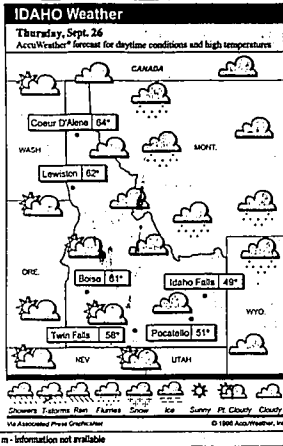 IDAHO Weather
Thursday, Sept. 26
AccuWeather® forecast for daytime conditions and high temperatures
CANADA
Coeur D'Alene 64°
WASH
MONT.
Lewiston 62°
ORE.
Boise 61°
Idaho Falls 49°
WYO.
Twin Falls 58°
Pocatello 51°
NEV
UTAH
Showers T-storms Rain Flurries Snow Ice Sunny Pt. Cloudy Cloudy
Via Associated Press GraphicsNet
© 1996 AccuWeather, Inc
m - Information not available